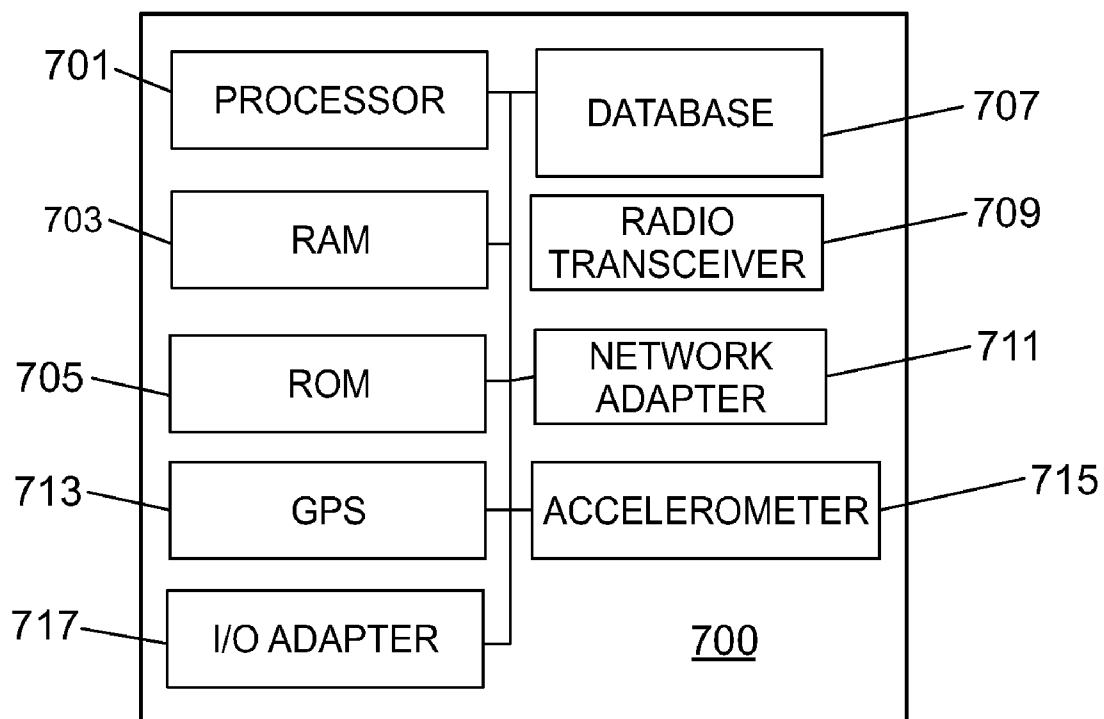 701
PROCESSOR
DATABASE
707
703
RAM
RADIO
TRANSCEIVER
709
705
ROM
NETWORK
ADAPTER
711
713
GPS
ACCELEROMETER
715
717
I/O ADAPTER
700